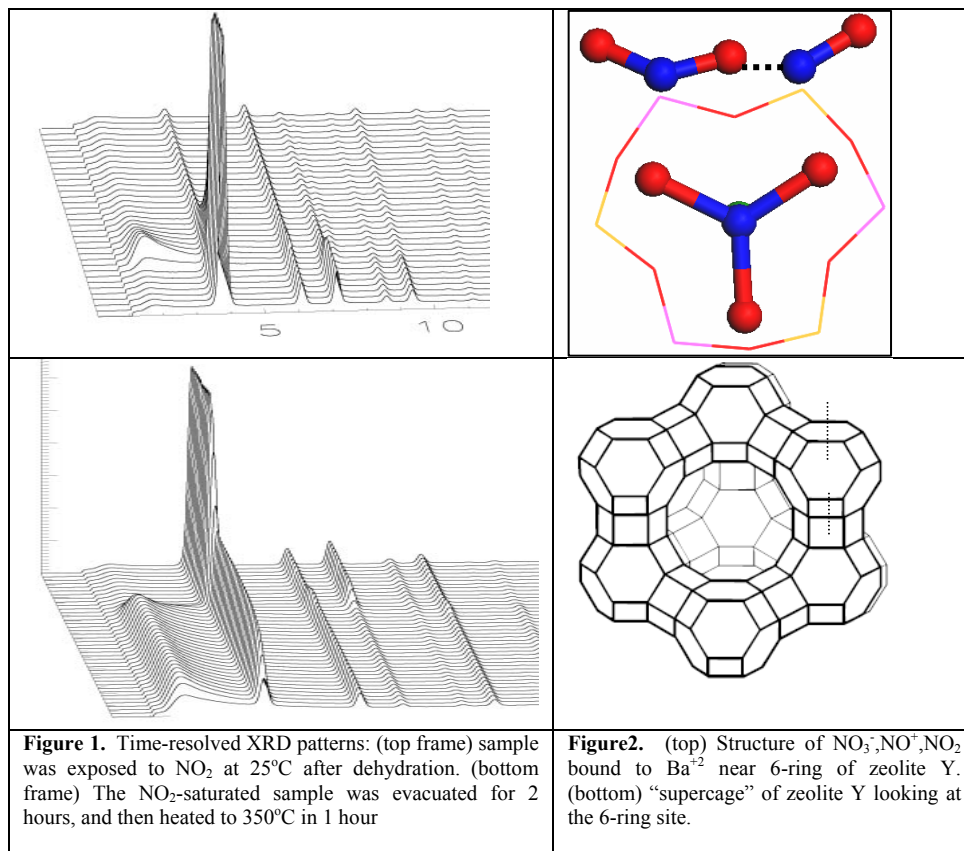 5
10
Figure 1. Time-resolved XRD patterns: (top frame) sample
was exposed to NO₂ at 25°C after dehydration. (bottom
frame) The NO₂-saturated sample was evacuated for 2
hours, and then heated to 350°C in 1 hour
Figure2. (top) Structure of NO₃⁻,NO⁺,NO₂
bound to Ba⁺² near 6-ring of zeolite Y.
(bottom) “supercage” of zeolite Y looking at
the 6-ring site.